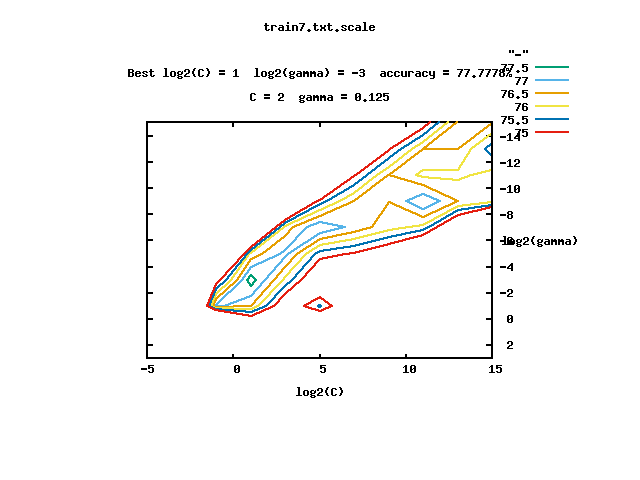 train7.txt.scale
"-"
Best log2(C) = 1  log2(gamma) = -3  accuracy = 77.7778%
77.5
77
76.5
76
75.5
75
C = 2  gamma = 0.125
-14
-12
-10
-8
-6
-4
-2
0
2
log2(gamma)
-5 0 5 10 15
log2(C)